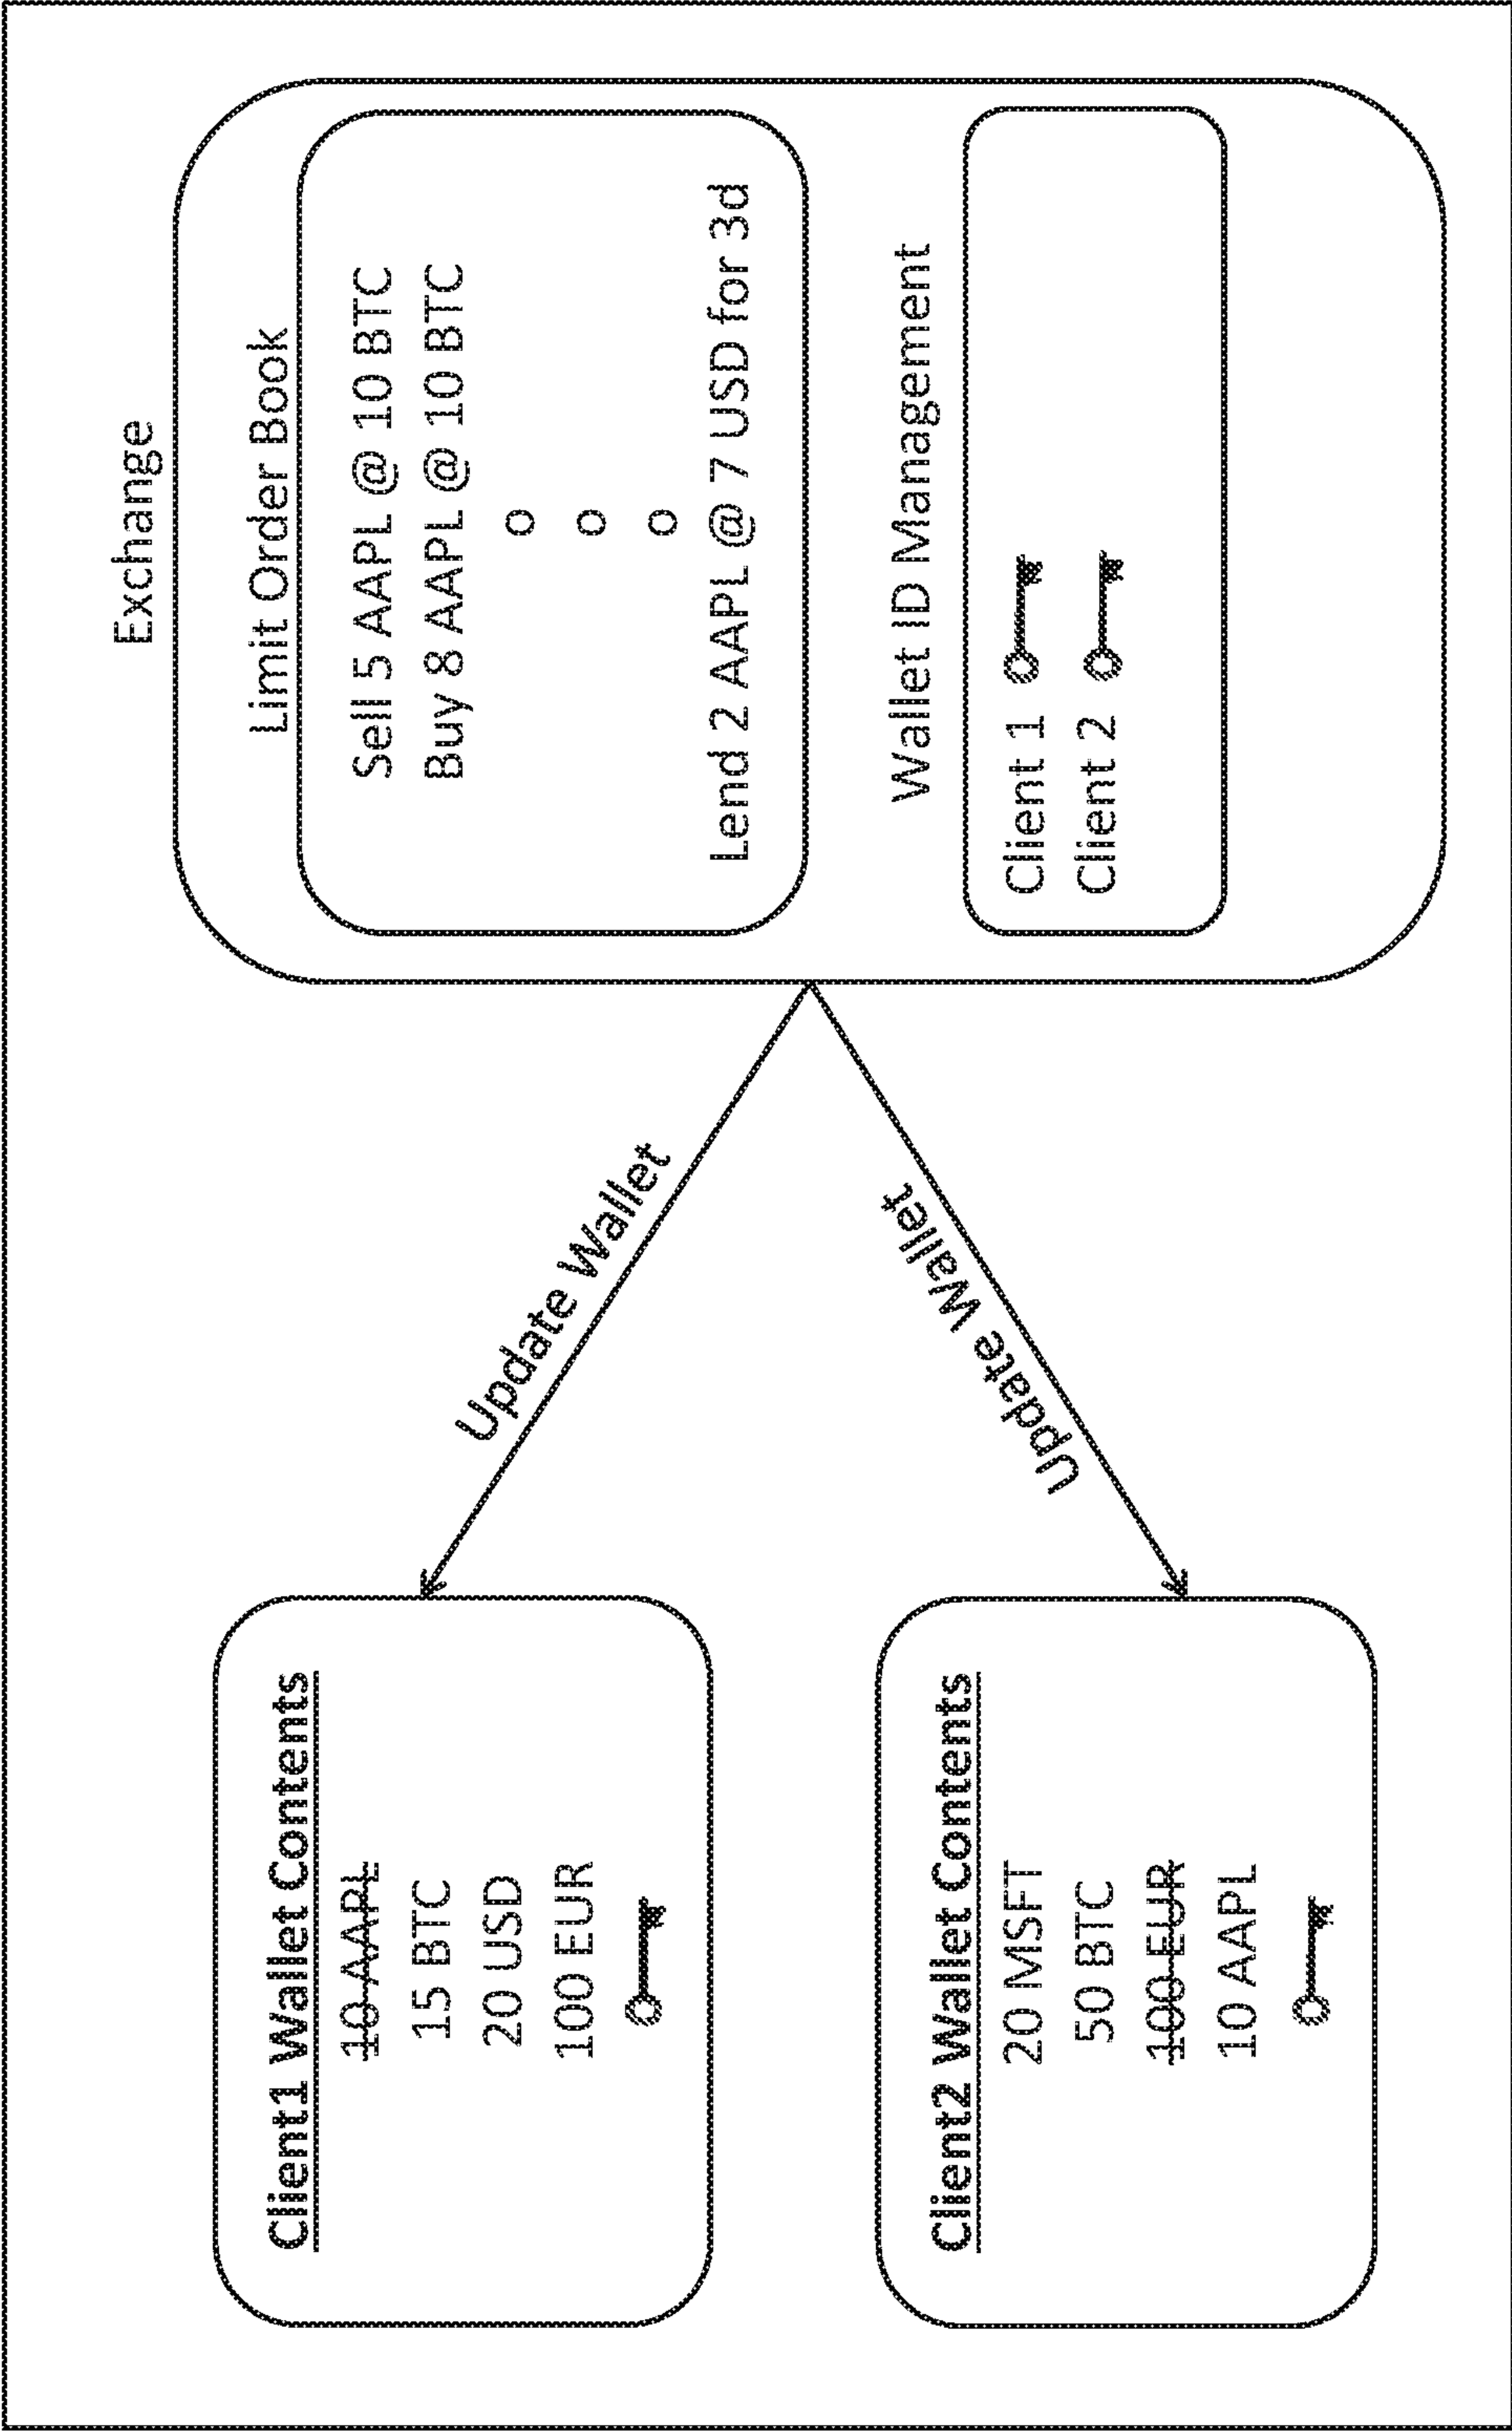 Client1 Wallet Contents
10 AAPL
15 BTC
20 USD
100 EUR
Client2 Wallet Contents
20 MSFT
50 BTC
100 EUR
10 AAPL
Update Wallet
Update Wallet
Exchange
Limit Order Book
Sell 5 AAPL @ 10 BTC
Buy 8 AAPL @ 10 BTC
o
o
o
Lend 2 AAPL @ 7 USD for 3d
Wallet ID Management
Client 1
Client 2